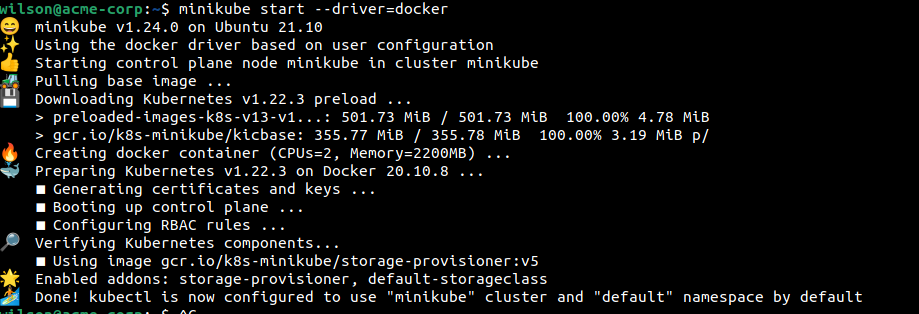 wilson@acme-corp:~$ minikube start --driver=docker
😄 minikube v1.24.0 on Ubuntu 21.10
✨ Using the docker driver based on user configuration
👍 Starting control plane node minikube in cluster minikube
🚜 Pulling base image ...
💾 Downloading Kubernetes v1.22.3 preload ...
> preloaded-images-k8s-v13-v1...: 501.73 MiB / 501.73 MiB 100.00% 4.78 MiB
> gcr.io/k8s-minikube/kicbase: 355.77 MiB / 355.78 MiB 100.00% 3.19 MiB p/
🔥 Creating docker container (CPUs=2, Memory=2200MB) ...
🐳 Preparing Kubernetes v1.22.3 on Docker 20.10.8 ...
■ Generating certificates and keys ...
■ Booting up control plane ...
■ Configuring RBAC rules ...
🔎 Verifying Kubernetes components...
■ Using image gcr.io/k8s-minikube/storage-provisioner:v5
🌟 Enabled addons: storage-provisioner, default-storageclass
🏄 Done! kubectl is now configured to use "minikube" cluster and "default" namespace by default
wilson@acme-corp:~$ ^C